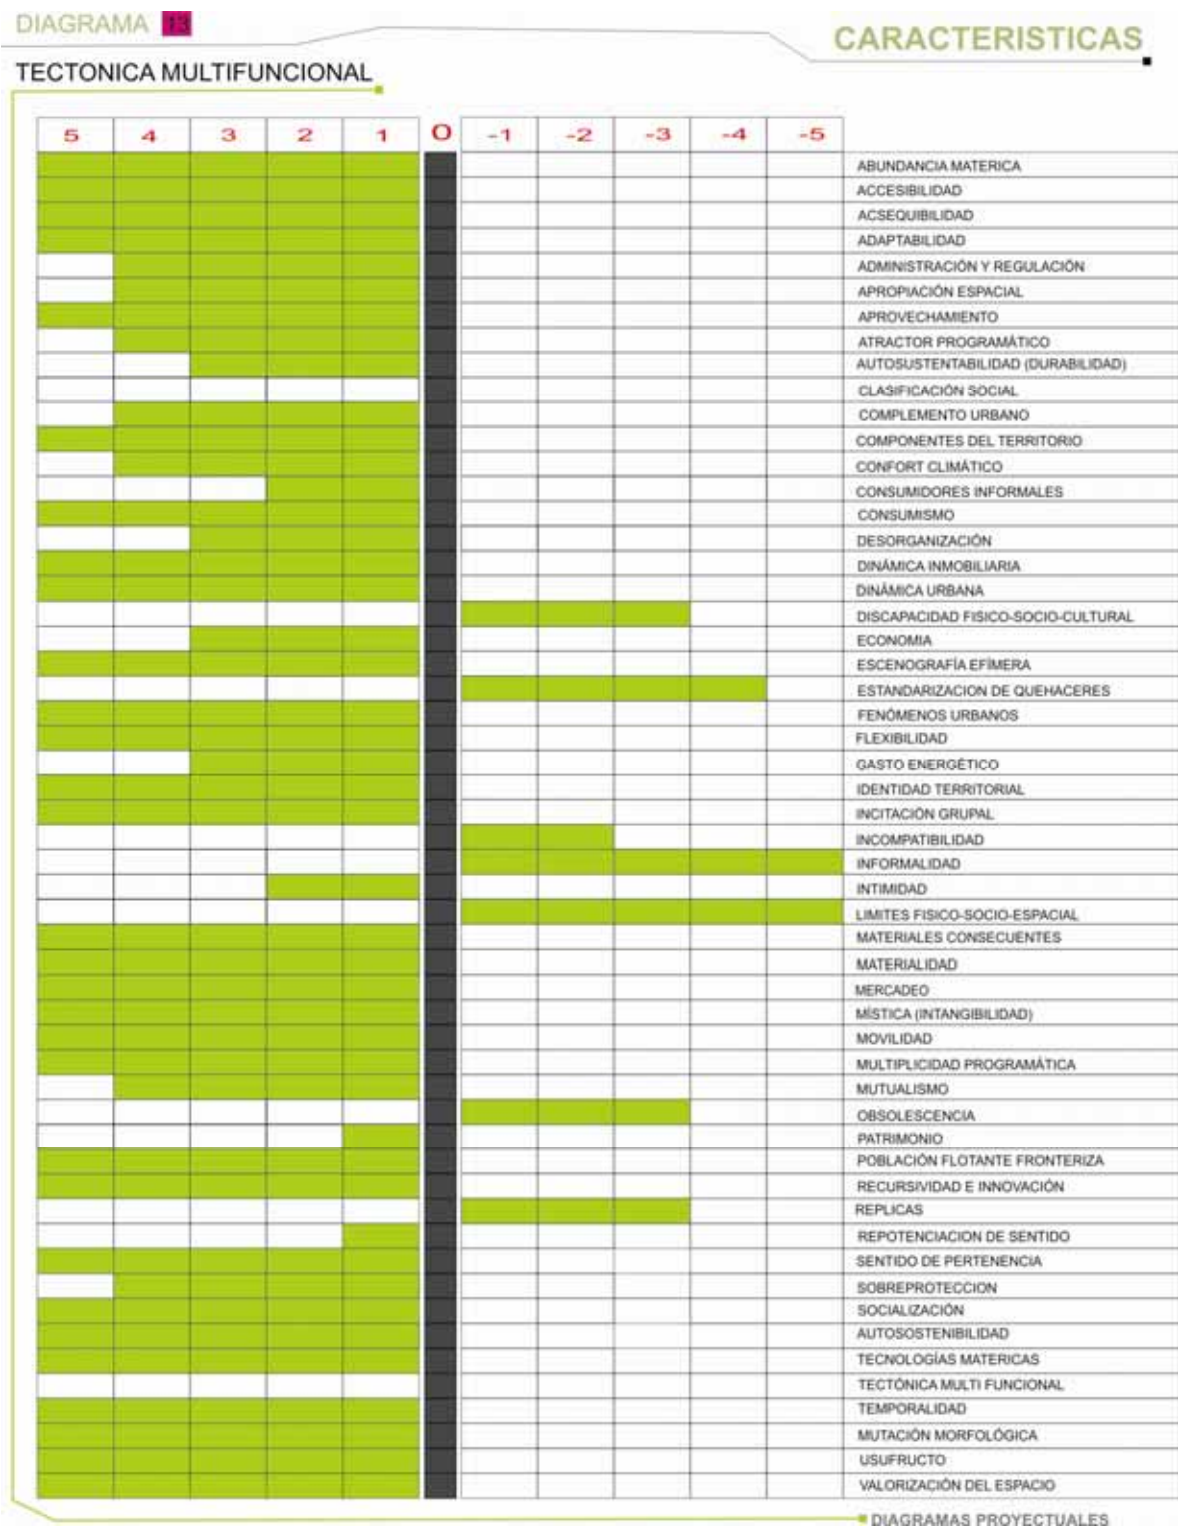 DIAGRAMA 13
CARACTERISTICAS
TECTONICA MULTIFUNCIONAL
5 4 3 2 1 0 -1 -2 -3 -4 -5
ABUNDANCIA MATERICA
ACCESIBILIDAD
ACSEQUIBILIDAD
ADAPTABILIDAD
ADMINISTRACIÓN Y REGULACIÓN
APROPIACIÓN ESPACIAL
APROVECHAMIENTO
ATRACTOR PROGRAMÁTICO
AUTOSUSTENTABILIDAD (DURABILIDAD)
CLASIFICACIÓN SOCIAL
COMPLEMENTO URBANO
COMPONENTES DEL TERRITORIO
CONFORT CLIMÁTICO
CONSUMIDORES INFORMALES
CONSUMISMO
DESORGANIZACIÓN
DINÁMICA INMOBILIARIA
DINÁMICA URBANA
DISCAPACIDAD FISICO-SOCIO-CULTURAL
ECONOMIA
ESCENOGRAFÍA EFÍMERA
ESTANDARIZACION DE QUEHACERES
FENÓMENOS URBANOS
FLEXIBILIDAD
GASTO ENERGÉTICO
IDENTIDAD TERRITORIAL
INCITACIÓN GRUPAL
INCOMPATIBILIDAD
INFORMALIDAD
INTIMIDAD
LIMITES FISICO-SOCIO-ESPACIAL
MATERIALES CONSECUENTES
MATERIALIDAD
MERCADEO
MÍSTICA (INTANGIBILIDAD)
MOVILIDAD
MULTIPLICIDAD PROGRAMÁTICA
MUTUALISMO
OBSOLESCENCIA
PATRIMONIO
POBLACIÓN FLOTANTE FRONTERIZA
RECURSIVIDAD E INNOVACIÓN
REPLICAS
REPOTENCIACION DE SENTIDO
SENTIDO DE PERTENENCIA
SOBREPROTECCION
SOCIALIZACIÓN
AUTOSOSTENIBILIDAD
TECNOLOGÍAS MATERICAS
TECTÓNICA MULTI FUNCIONAL
TEMPORALIDAD
MUTACIÓN MORFOLÓGICA
USUFRUCTO
VALORIZACIÓN DEL ESPACIO
DIAGRAMAS PROYECTUALES